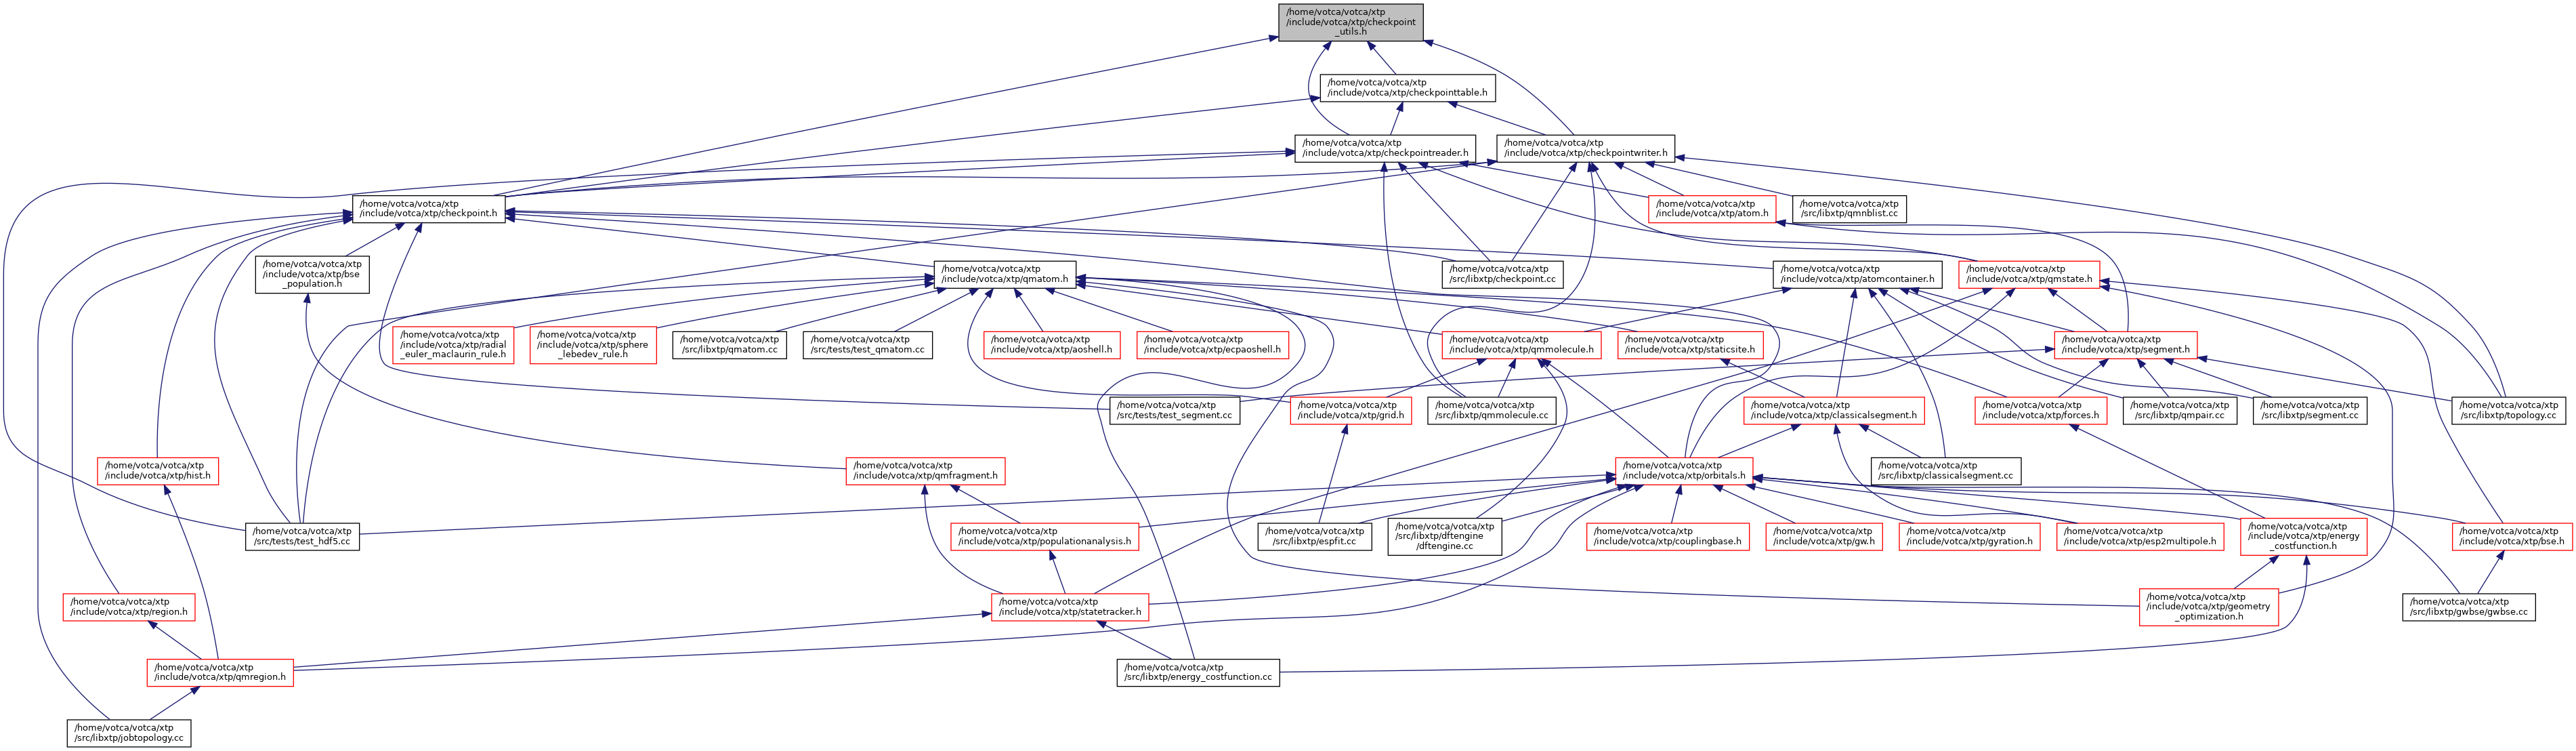 /home/votca/votca/xtp
/include/votca/xtp/checkpoint
_utils.h
/home/votca/votca/xtp
/include/votca/xtp/checkpointtable.h
/home/votca/votca/xtp
/include/votca/xtp/checkpointreader.h
/home/votca/votca/xtp
/include/votca/xtp/checkpointwriter.h
/home/votca/votca/xtp
/include/votca/xtp/checkpoint.h
/home/votca/votca/xtp
/include/votca/xtp/atom.h
/home/votca/votca/xtp
/src/libxtp/qmnblist.cc
/home/votca/votca/xtp
/include/votca/xtp/bse
_population.h
/home/votca/votca/xtp
/include/votca/xtp/qmatom.h
/home/votca/votca/xtp
/src/libxtp/checkpoint.cc
/home/votca/votca/xtp
/include/votca/xtp/atomcontainer.h
/home/votca/votca/xtp
/include/votca/xtp/qmstate.h
/home/votca/votca/xtp
/include/votca/xtp/radial
_euler_maclaurin_rule.h
/home/votca/votca/xtp
/include/votca/xtp/sphere
_lebedev_rule.h
/home/votca/votca/xtp
/src/libxtp/qmatom.cc
/home/votca/votca/xtp
/src/tests/test_qmatom.cc
/home/votca/votca/xtp
/include/votca/xtp/aoshell.h
/home/votca/votca/xtp
/include/votca/xtp/ecpaoshell.h
/home/votca/votca/xtp
/include/votca/xtp/qmmolecule.h
/home/votca/votca/xtp
/include/votca/xtp/staticsite.h
/home/votca/votca/xtp
/include/votca/xtp/segment.h
/home/votca/votca/xtp
/src/tests/test_segment.cc
/home/votca/votca/xtp
/include/votca/xtp/grid.h
/home/votca/votca/xtp
/src/libxtp/qmmolecule.cc
/home/votca/votca/xtp
/include/votca/xtp/classicalsegment.h
/home/votca/votca/xtp
/include/votca/xtp/forces.h
/home/votca/votca/xtp
/src/libxtp/qmpair.cc
/home/votca/votca/xtp
/src/libxtp/segment.cc
/home/votca/votca/xtp
/src/libxtp/topology.cc
/home/votca/votca/xtp
/include/votca/xtp/hist.h
/home/votca/votca/xtp
/include/votca/xtp/qmfragment.h
/home/votca/votca/xtp
/include/votca/xtp/orbitals.h
/home/votca/votca/xtp
/src/libxtp/classicalsegment.cc
/home/votca/votca/xtp
/src/tests/test_hdf5.cc
/home/votca/votca/xtp
/include/votca/xtp/populationanalysis.h
/home/votca/votca/xtp
/src/libxtp/espfit.cc
/home/votca/votca/xtp
/src/libxtp/dftengine
/dftengine.cc
/home/votca/votca/xtp
/include/votca/xtp/couplingbase.h
/home/votca/votca/xtp
/include/votca/xtp/gw.h
/home/votca/votca/xtp
/include/votca/xtp/gyration.h
/home/votca/votca/xtp
/include/votca/xtp/esp2multipole.h
/home/votca/votca/xtp
/include/votca/xtp/energy
_costfunction.h
/home/votca/votca/xtp
/include/votca/xtp/bse.h
/home/votca/votca/xtp
/include/votca/xtp/region.h
/home/votca/votca/xtp
/include/votca/xtp/statetracker.h
/home/votca/votca/xtp
/include/votca/xtp/geometry
_optimization.h
/home/votca/votca/xtp
/src/libxtp/gwbse/gwbse.cc
/home/votca/votca/xtp
/include/votca/xtp/qmregion.h
/home/votca/votca/xtp
/src/libxtp/energy_costfunction.cc
/home/votca/votca/xtp
/src/libxtp/jobtopology.cc